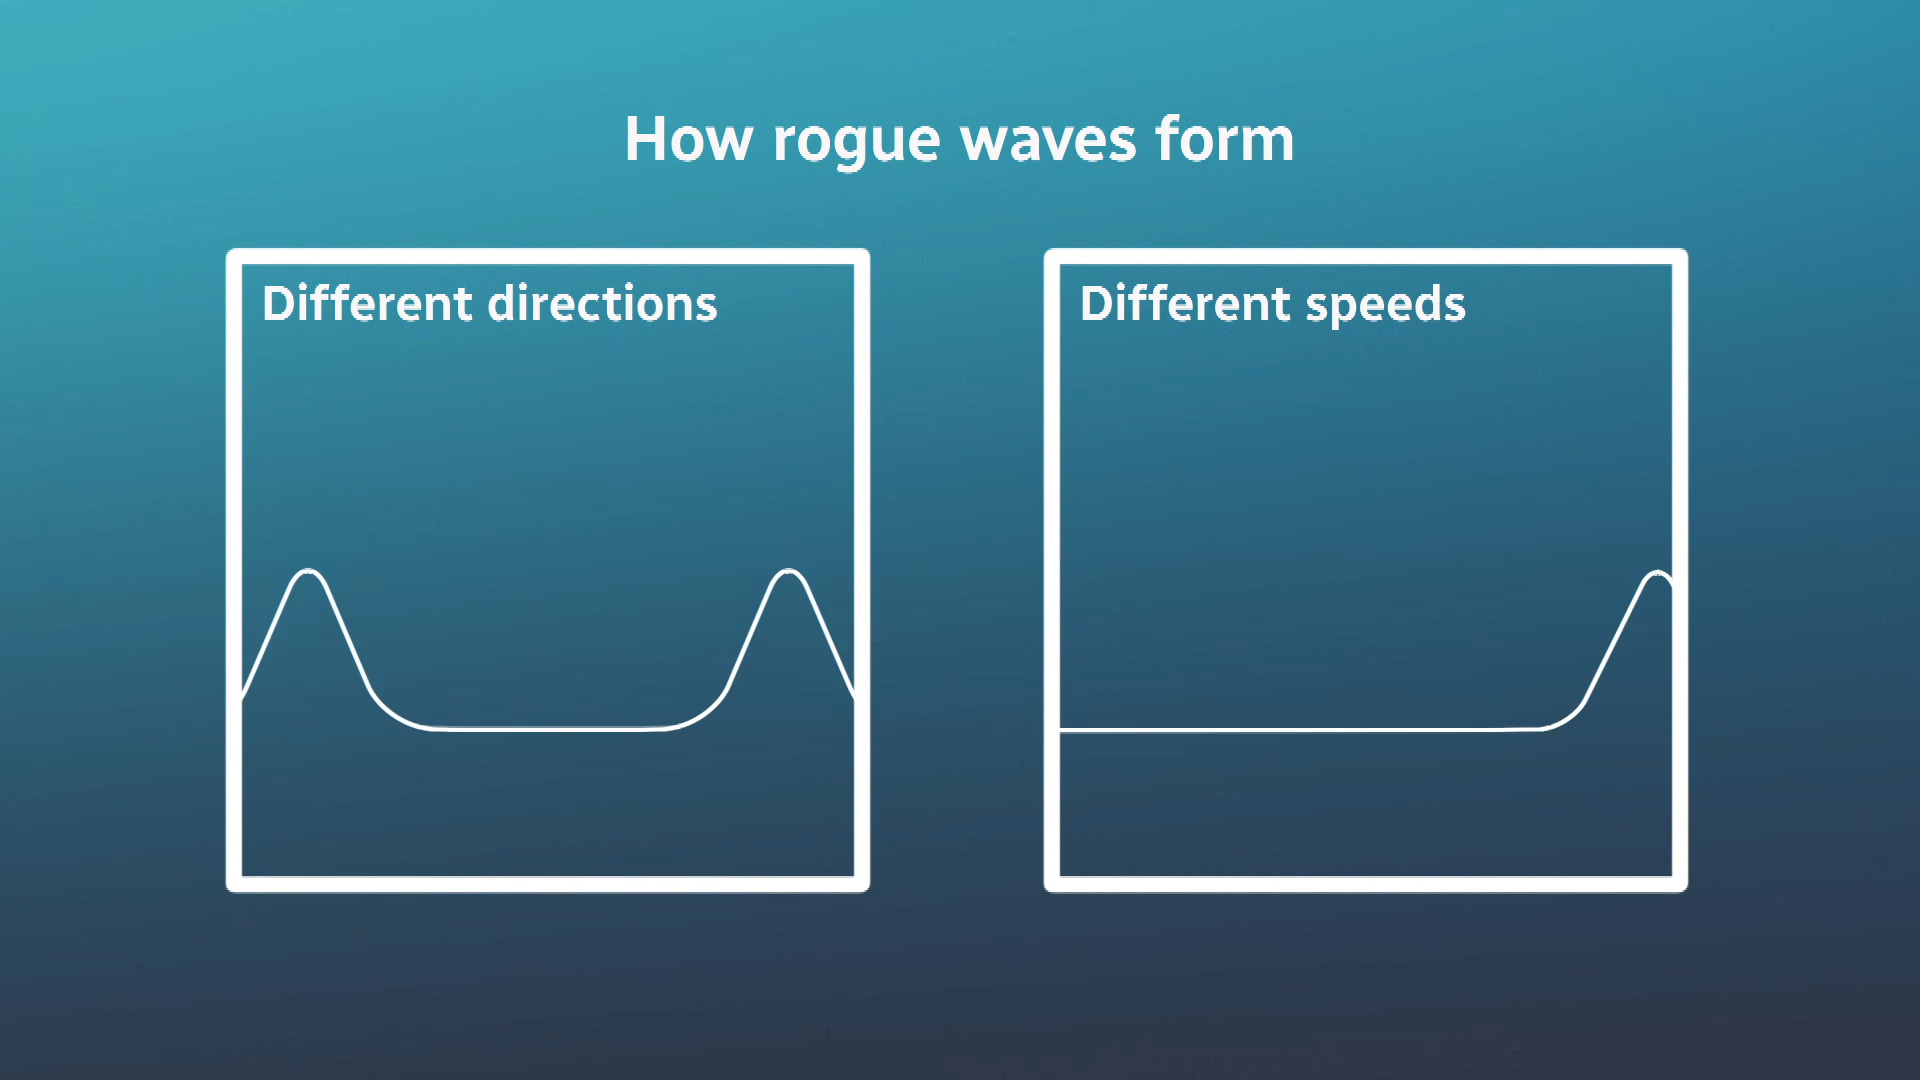 How rogue waves form
Different directions
Different speeds